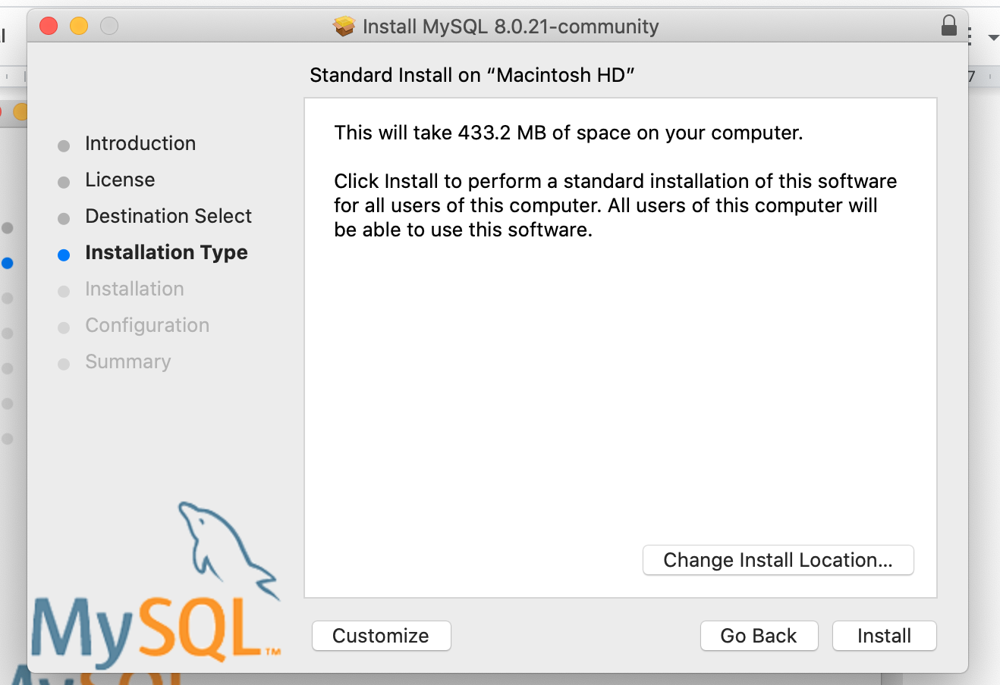 Install MySQL 8.0.21-community
Standard Install on “Macintosh HD”
Introduction
License
Destination Select
Installation Type
Installation
Configuration
Summary
This will take 433.2 MB of space on your computer.
Click Install to perform a standard installation of this software
for all users of this computer. All users of this computer will
be able to use this software.
Change Install Location...
MySQL™
Customize
Go Back
Install
7